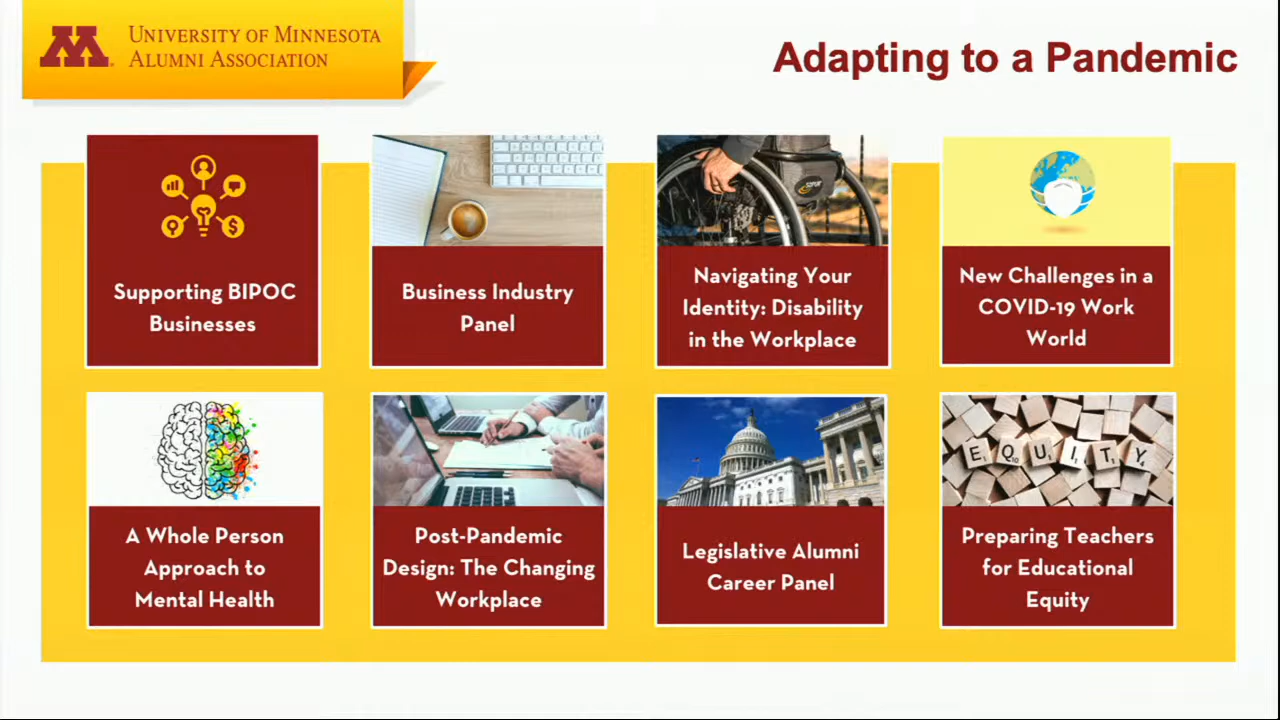 UNIVERSITY OF MINNESOTA
ALUMNI ASSOCIATION
Adapting to a Pandemic
Supporting BIPOC
Businesses
Business Industry
Panel
Navigating Your
Identity: Disability
in the Workplace
New Challenges in a
COVID-19 Work
World
A Whole Person
Approach to
Mental Health
Post-Pandemic
Design: The Changing
Workplace
Legislative Alumni
Career Panel
EQUITY
Preparing Teachers
for Educational
Equity